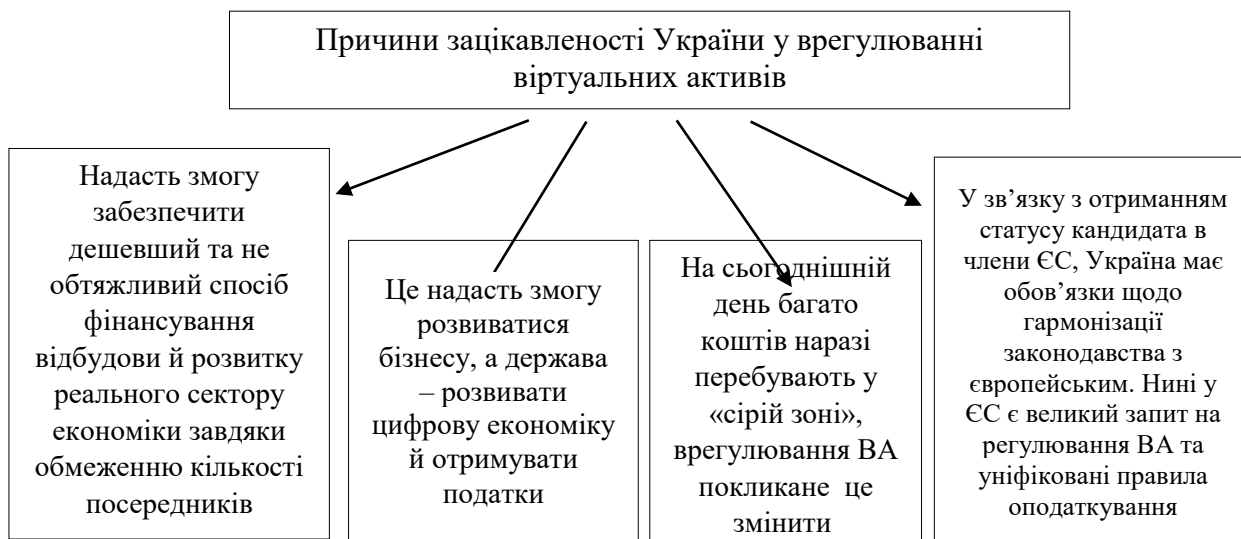 Причини зацікавленості України у врегулюванні
віртуальних активів
Надасть змогу
забезпечити
дешевший та не
обтяжливий спосіб
фінансування
відбудови й розвитку
реального сектору
економіки завдяки
обмеженню кількості
посередників
Це надасть змогу
розвиватися
бізнесу, а держава
– розвивати
цифрову економіку
й отримувати
податки
На сьогоднішній
день багато
коштів наразі
перебувають у
«сірій зоні»,
врегулювання ВА
покликане це
змінити
У зв’язку з отриманням
статусу кандидата в
члени ЄС, Україна має
обов’язки щодо
гармонізації
законодавства з
європейським. Нині у
ЄС є великий запит на
регулювання ВА та
уніфіковані правила
оподаткування